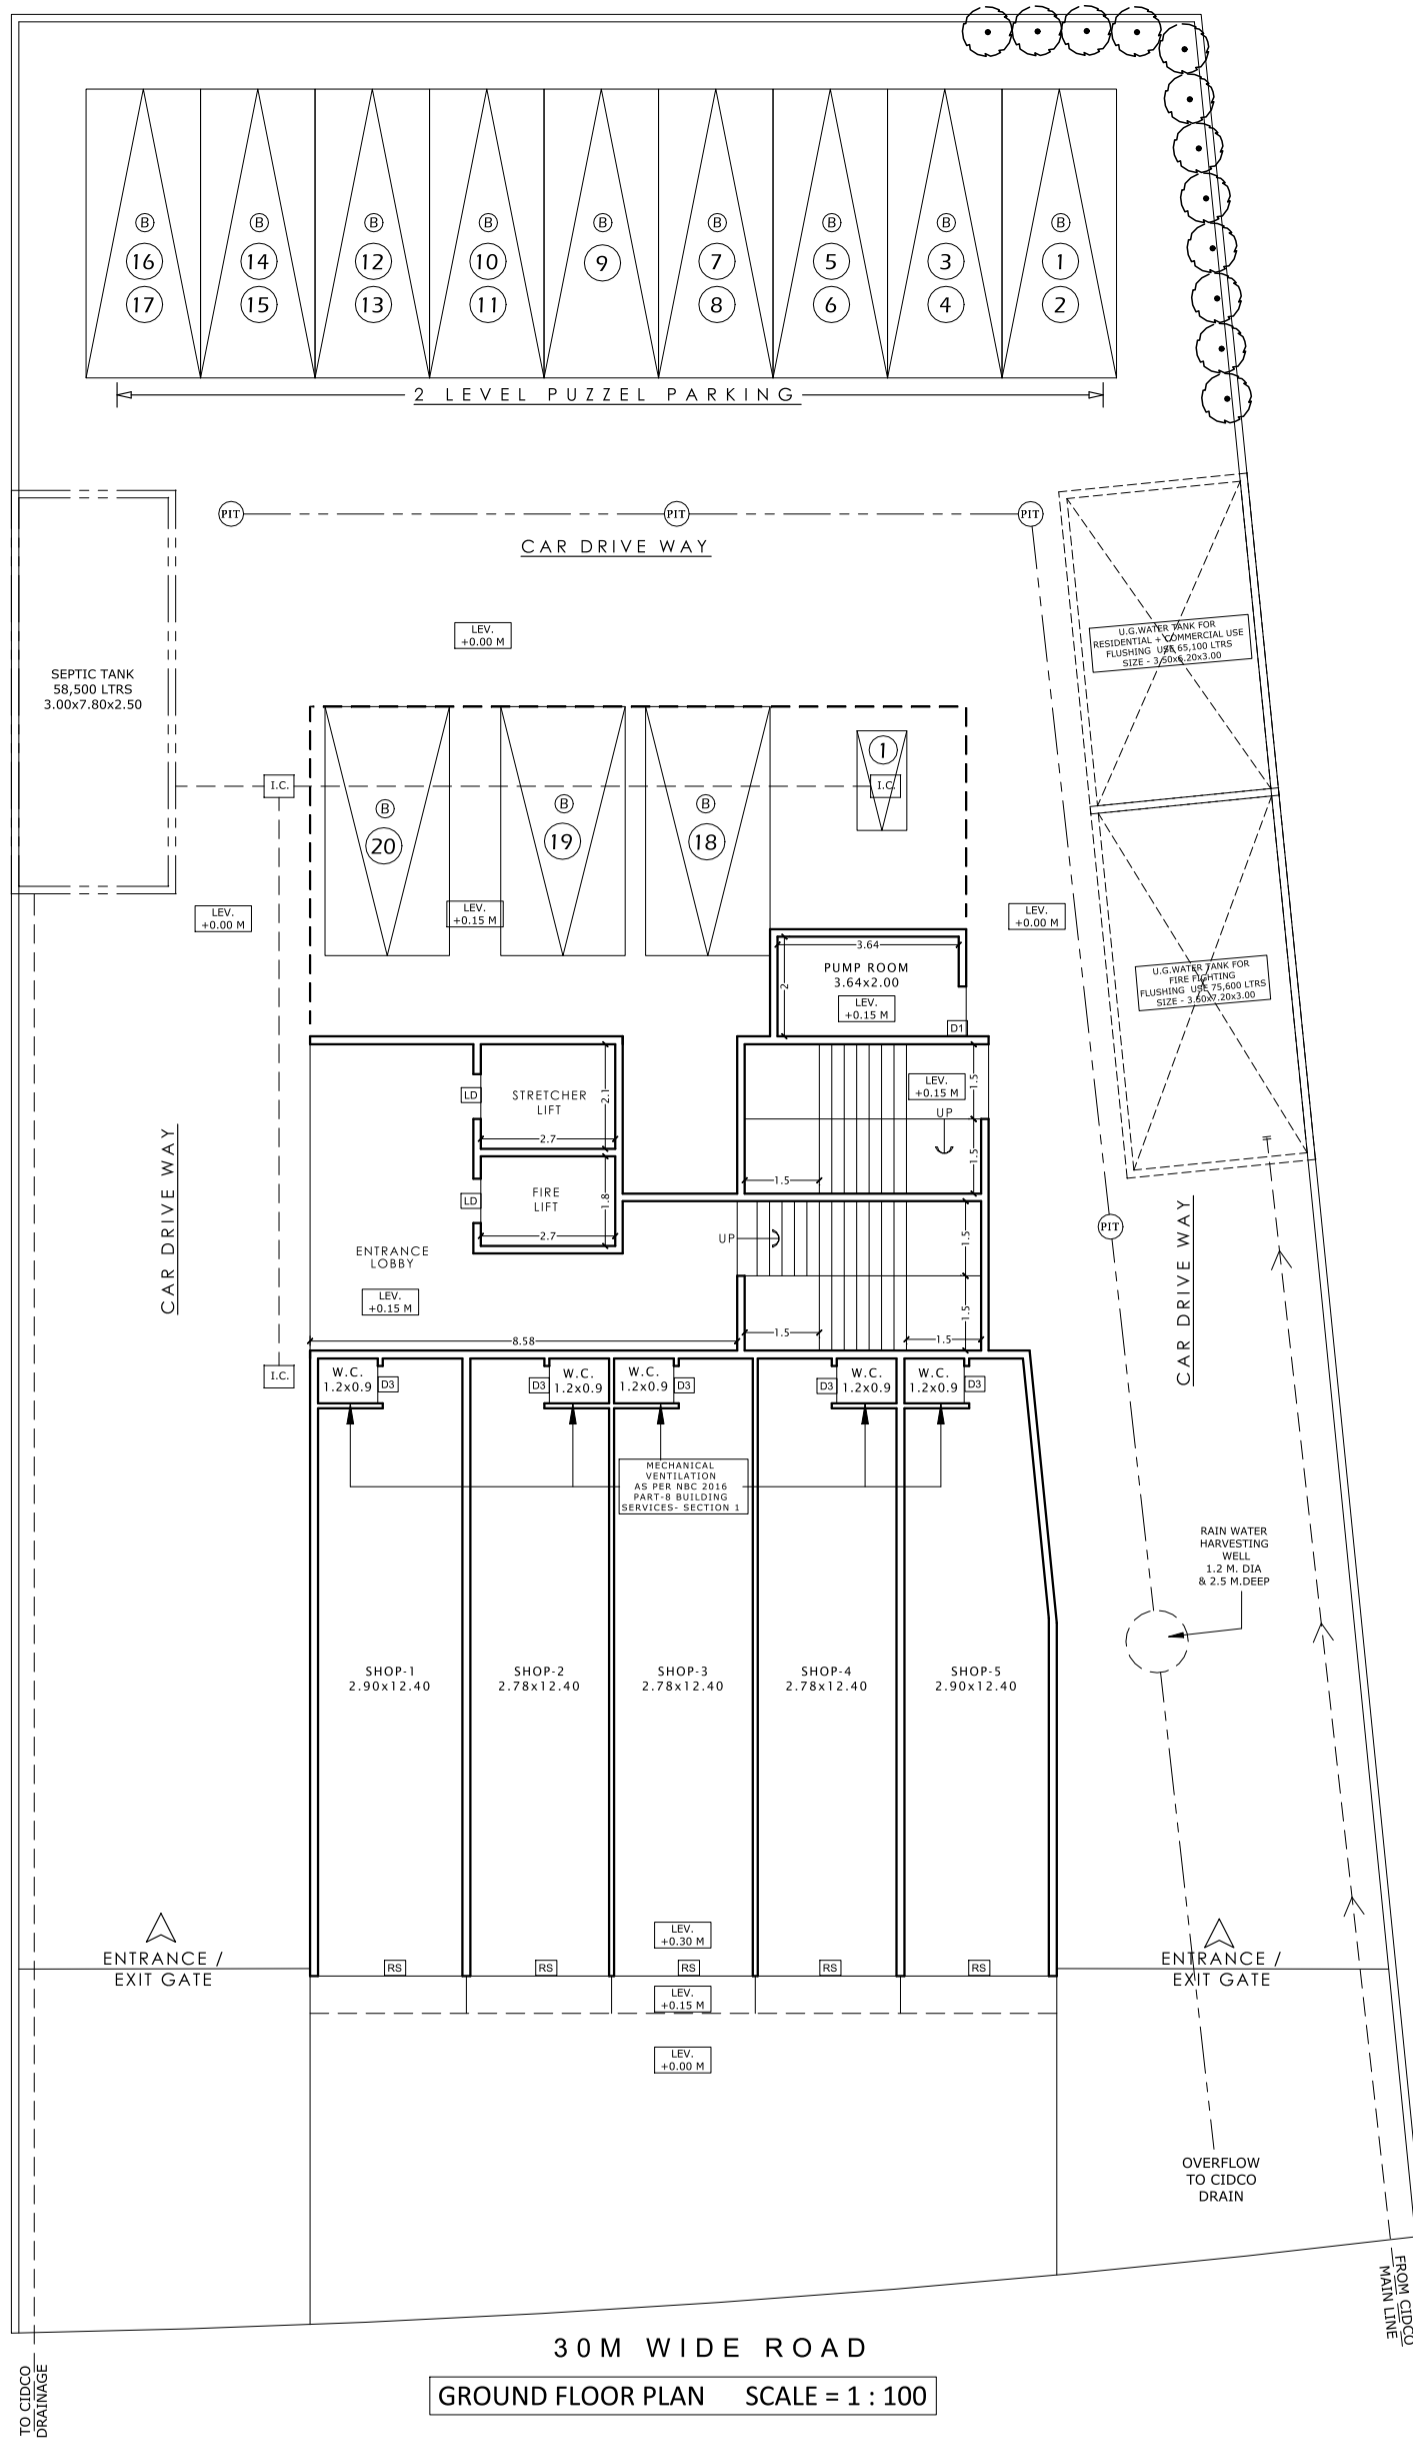 B B B B B B B B B
16 14 12 10 9 7 5 3 1
17 15 13 11 8 6 4 2
2 LEVEL PUZZEL PARKING
PIT PIT PIT
CAR DRIVE WAY
LEV.
+0.00 M
U.G.WATER TANK FOR
RESIDENTIAL + COMMERCIAL USE
FLUSHING USE 65,100 LTRS
SIZE - 3.50x6.20x3.00
SEPTIC TANK
58,500 LTRS
3.00x7.80x2.50
1
I.C. I.C.
B B B
20 19 18
LEV.
+0.00 M
LEV.
+0.15 M
LEV.
+0.00 M
3.64
2
PUMP ROOM
3.64x2.00
LEV.
+0.15 M
D1
U.G.WATER TANK FOR
FIRE FIGHTING
FLUSHING USE 75,600 LTRS
SIZE - 3.50x7.20x3.00
LD
STRETCHER
LIFT
2.1
2.7
LEV.
+0.15 M
UP
1.5
1.5
1.5
LD
FIRE
LIFT
1.8
2.7
UP
1.5
1.5
1.5
1.5
ENTRANCE
LOBBY
LEV.
+0.15 M
8.58
CAR DRIVE WAY
CAR DRIVE WAY
PIT
I.C.
W.C.
1.2x0.9
D3
D3
W.C.
1.2x0.9
W.C.
1.2x0.9
D3
D3
W.C.
1.2x0.9
W.C.
1.2x0.9
D3
MECHANICAL
VENTILATION
AS PER NBC 2016
PART-8 BUILDING
SERVICES- SECTION 1
RAIN WATER
HARVESTING
WELL
1.2 M. DIA
& 2.5 M.DEEP
SHOP-1
2.90x12.40
SHOP-2
2.78x12.40
SHOP-3
2.78x12.40
SHOP-4
2.78x12.40
SHOP-5
2.90x12.40
LEV.
+0.30 M
ENTRANCE /
EXIT GATE
RS RS RS RS RS
ENTRANCE /
EXIT GATE
LEV.
+0.15 M
LEV.
+0.00 M
OVERFLOW
TO CIDCO
DRAIN
FROM CIDCO
MAIN LINE
30M WIDE ROAD
TO CIDCO
DRAINAGE
GROUND FLOOR PLAN SCALE = 1 : 100